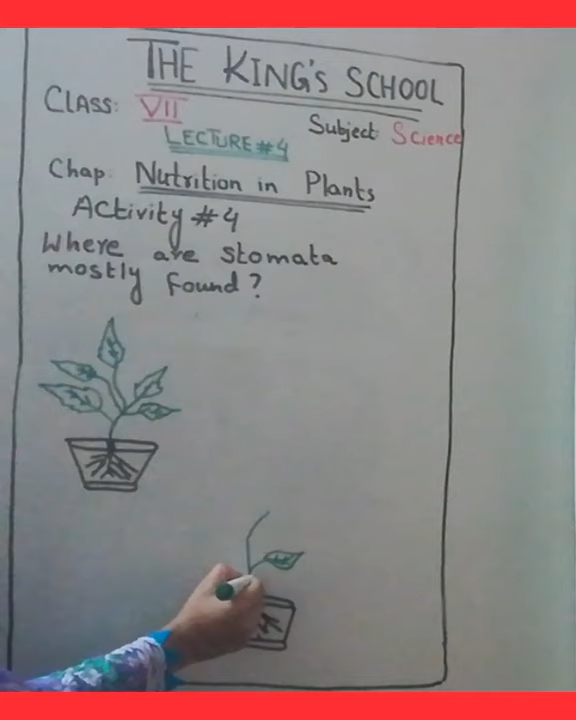 THE KING'S SCHOOL
CLASS: VII
Subject Science
LECTURE #4
Chap: Nutrition in Plants
Activity #4
Where are stomata
mostly found?